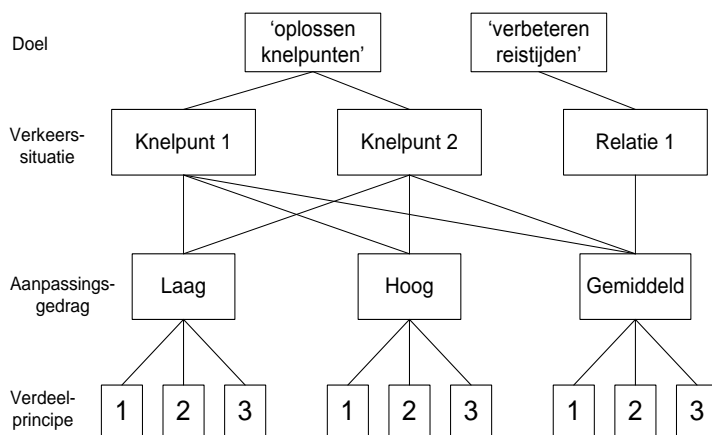 Doel
‘oplossen
knelpunten’
‘verbeteren
reistijden’
Verkeers-
situatie
Knelpunt 1
Knelpunt 2
Relatie 1
Aanpassings-
gedrag
Laag
Hoog
Gemiddeld
Verdeel-
principe
1 2 3 1 2 3 1 2 3